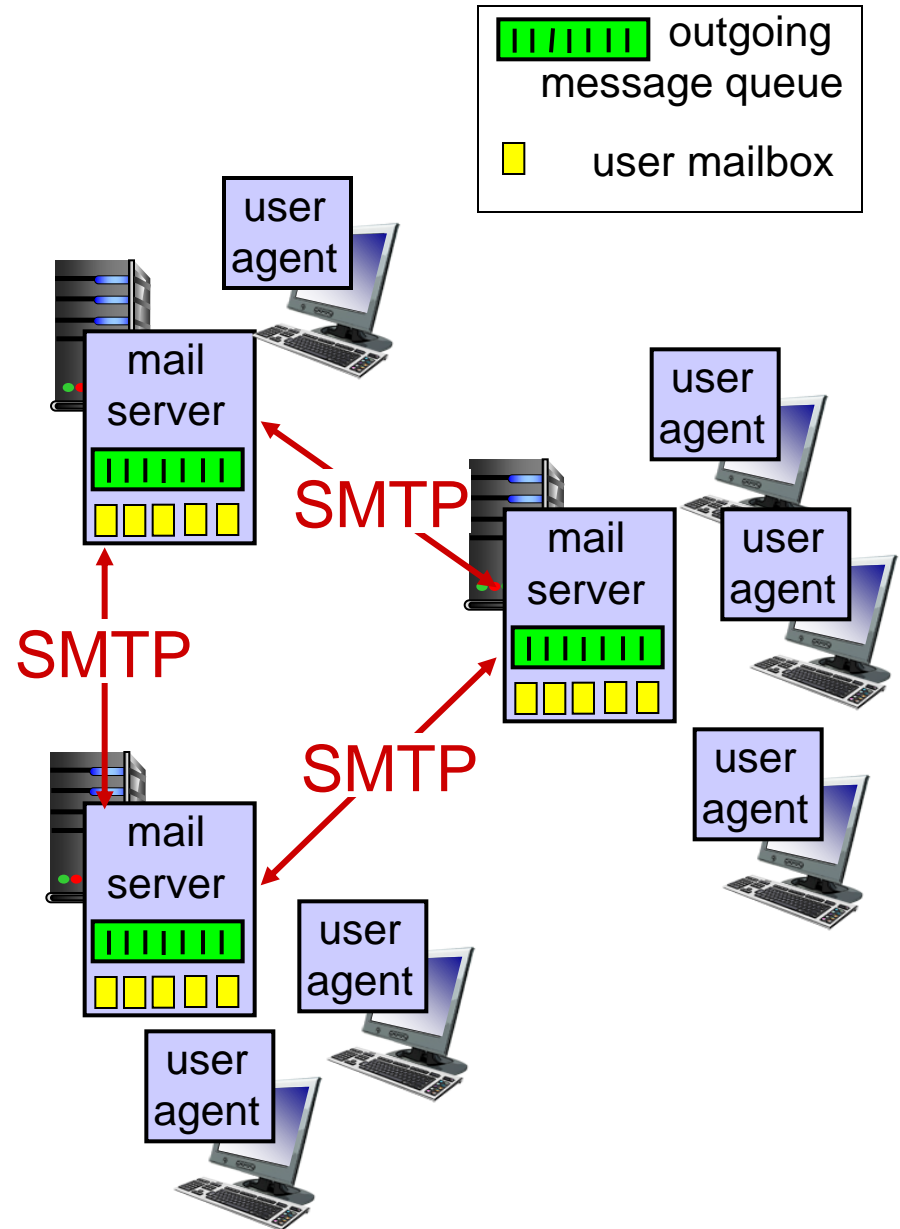 outgoing
message queue
user mailbox
user
agent
mail
server
SMTP
user
agent
mail
server
user
agent
SMTP
user
agent
SMTP
mail
server
user
agent
user
agent